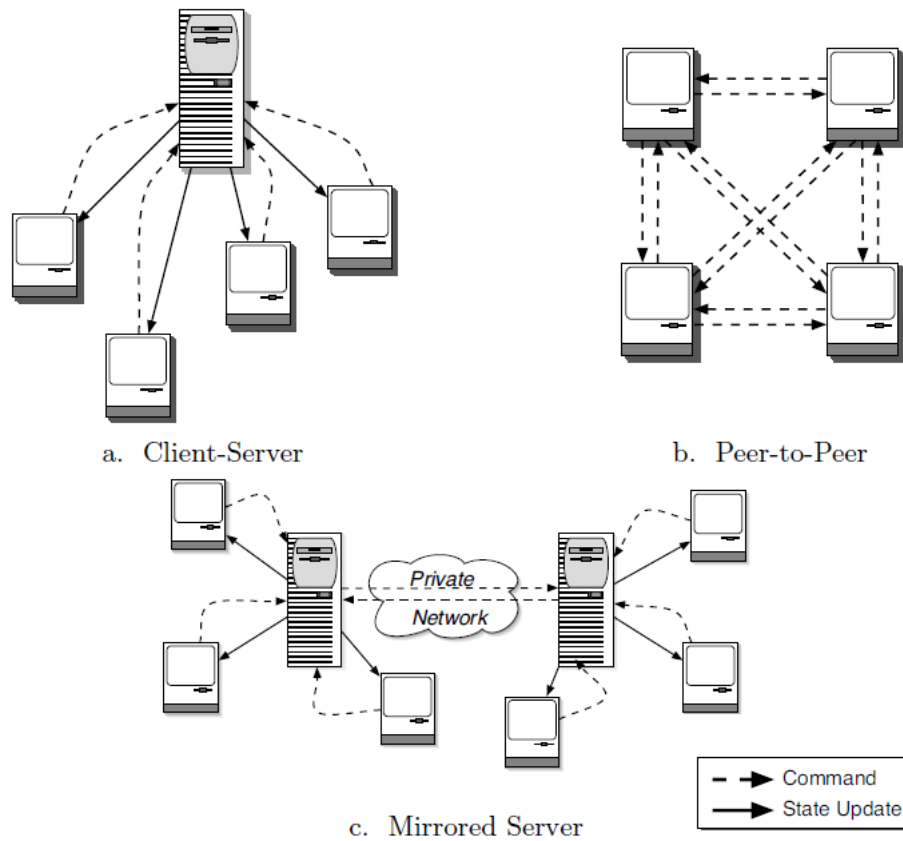 a. Client-Server
b. Peer-to-Peer
Private
Network
Command
State Update
c. Mirrored Server